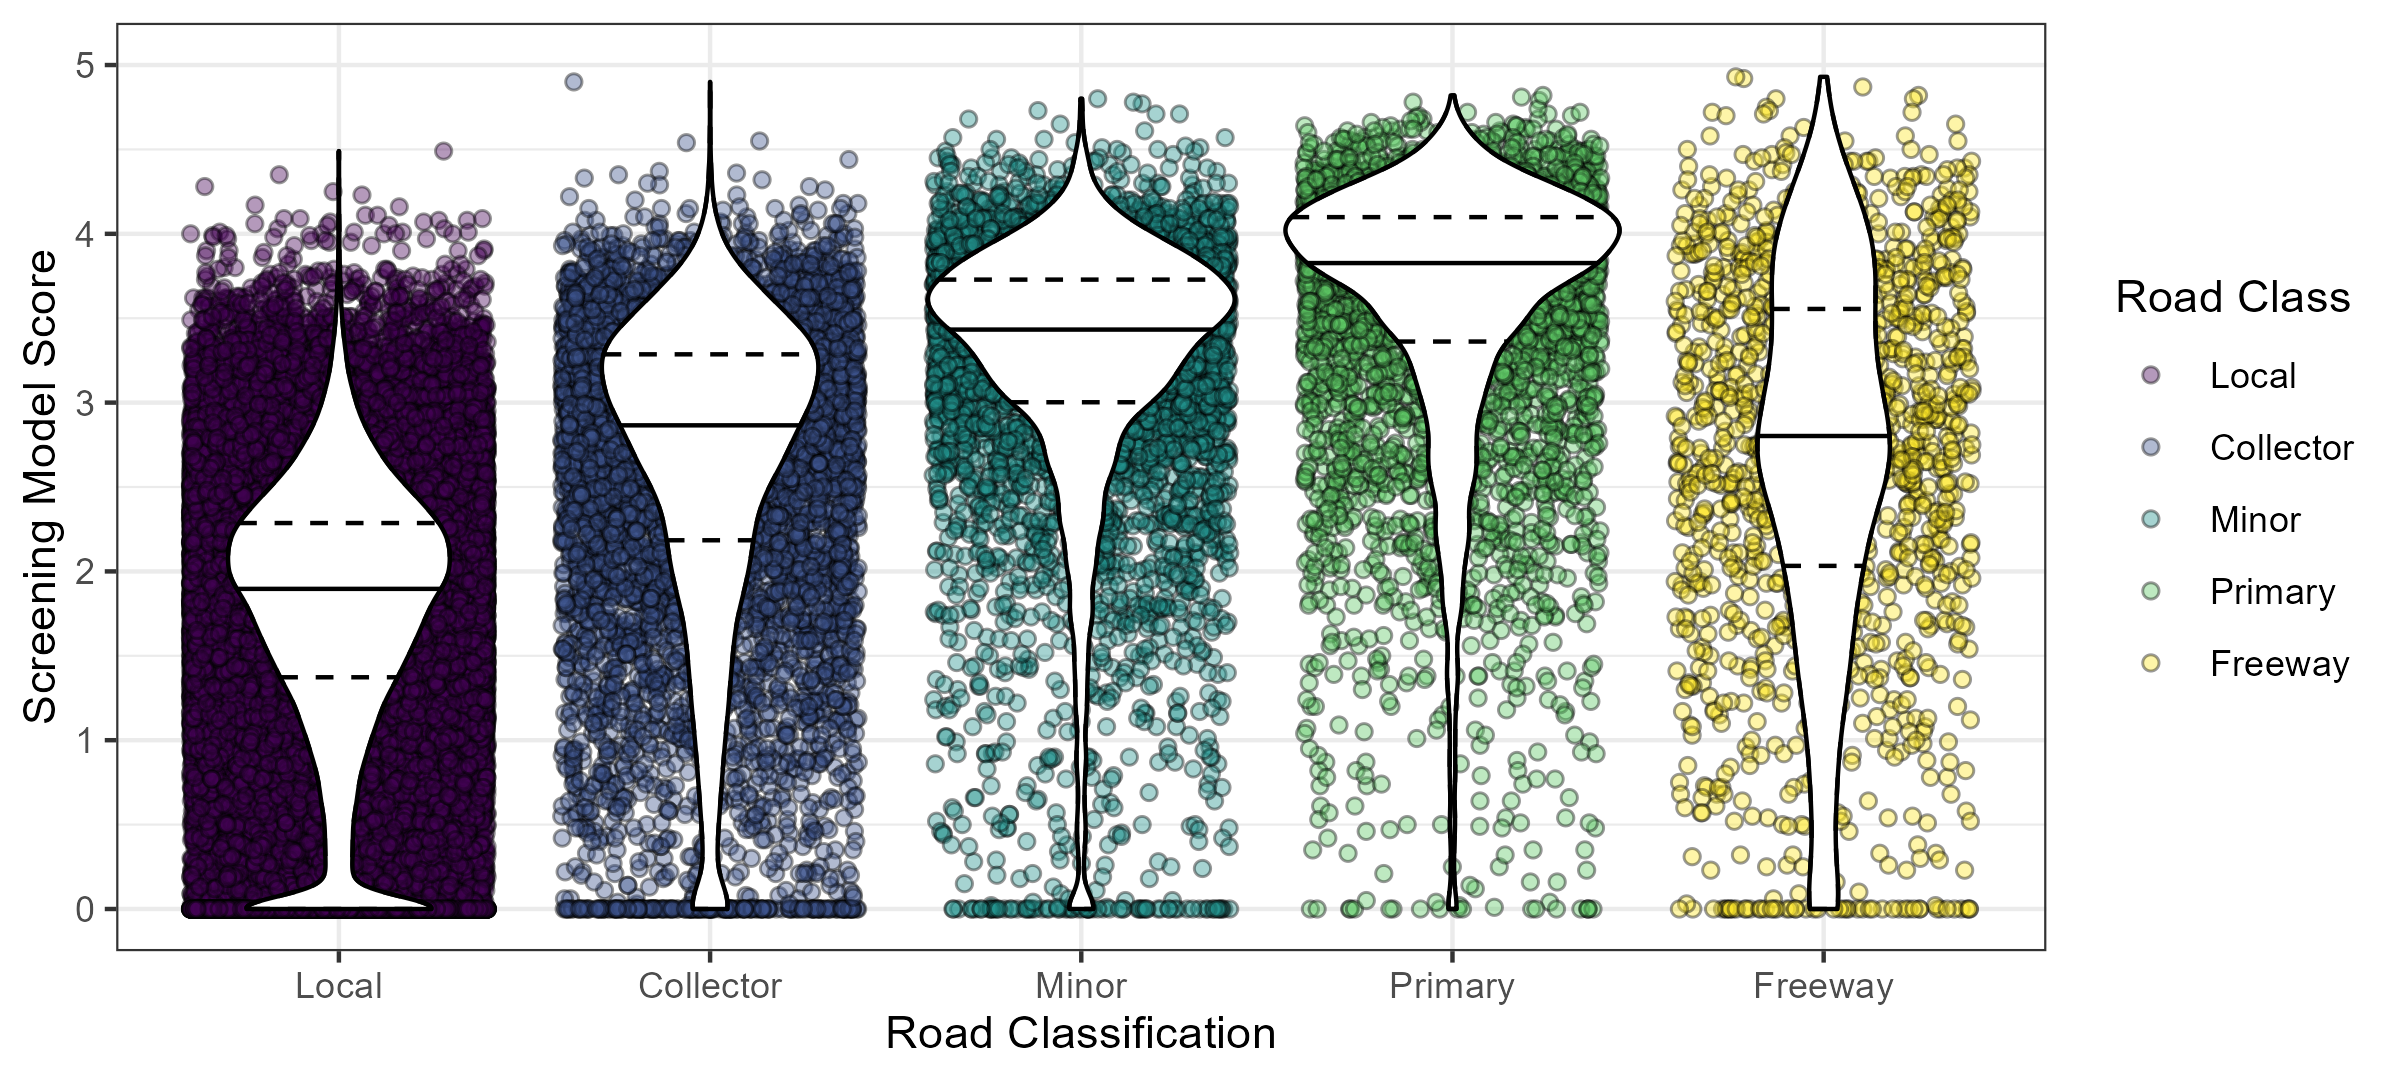 Screening Model Score
5
4
3
2
1
0
Local
Collector
Minor
Primary
Freeway
Road Classification
Road Class
Local
Collector
Minor
Primary
Freeway